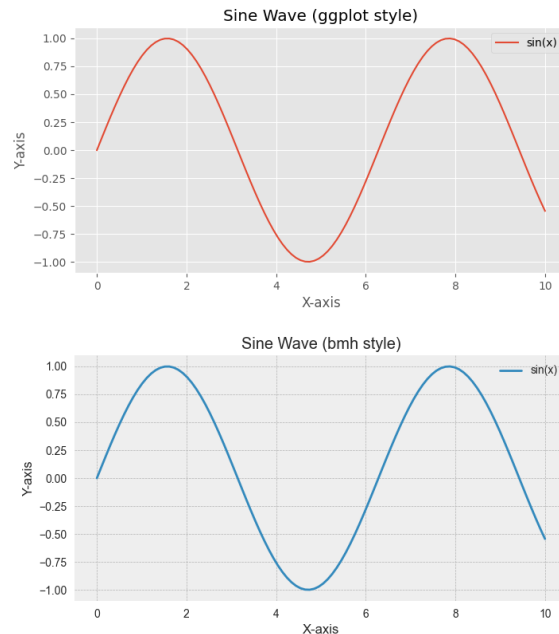 Sine Wave (ggplot style)
sin(x)
1.00
0.75
0.50
0.25
0.00
−0.25
−0.50
−0.75
−1.00
Y-axis
0 2 4 6 8 10
X-axis
Sine Wave (bmh style)
sin(x)
1.00
0.75
0.50
0.25
0.00
−0.25
−0.50
−0.75
−1.00
Y-axis
0 2 4 6 8 10
X-axis